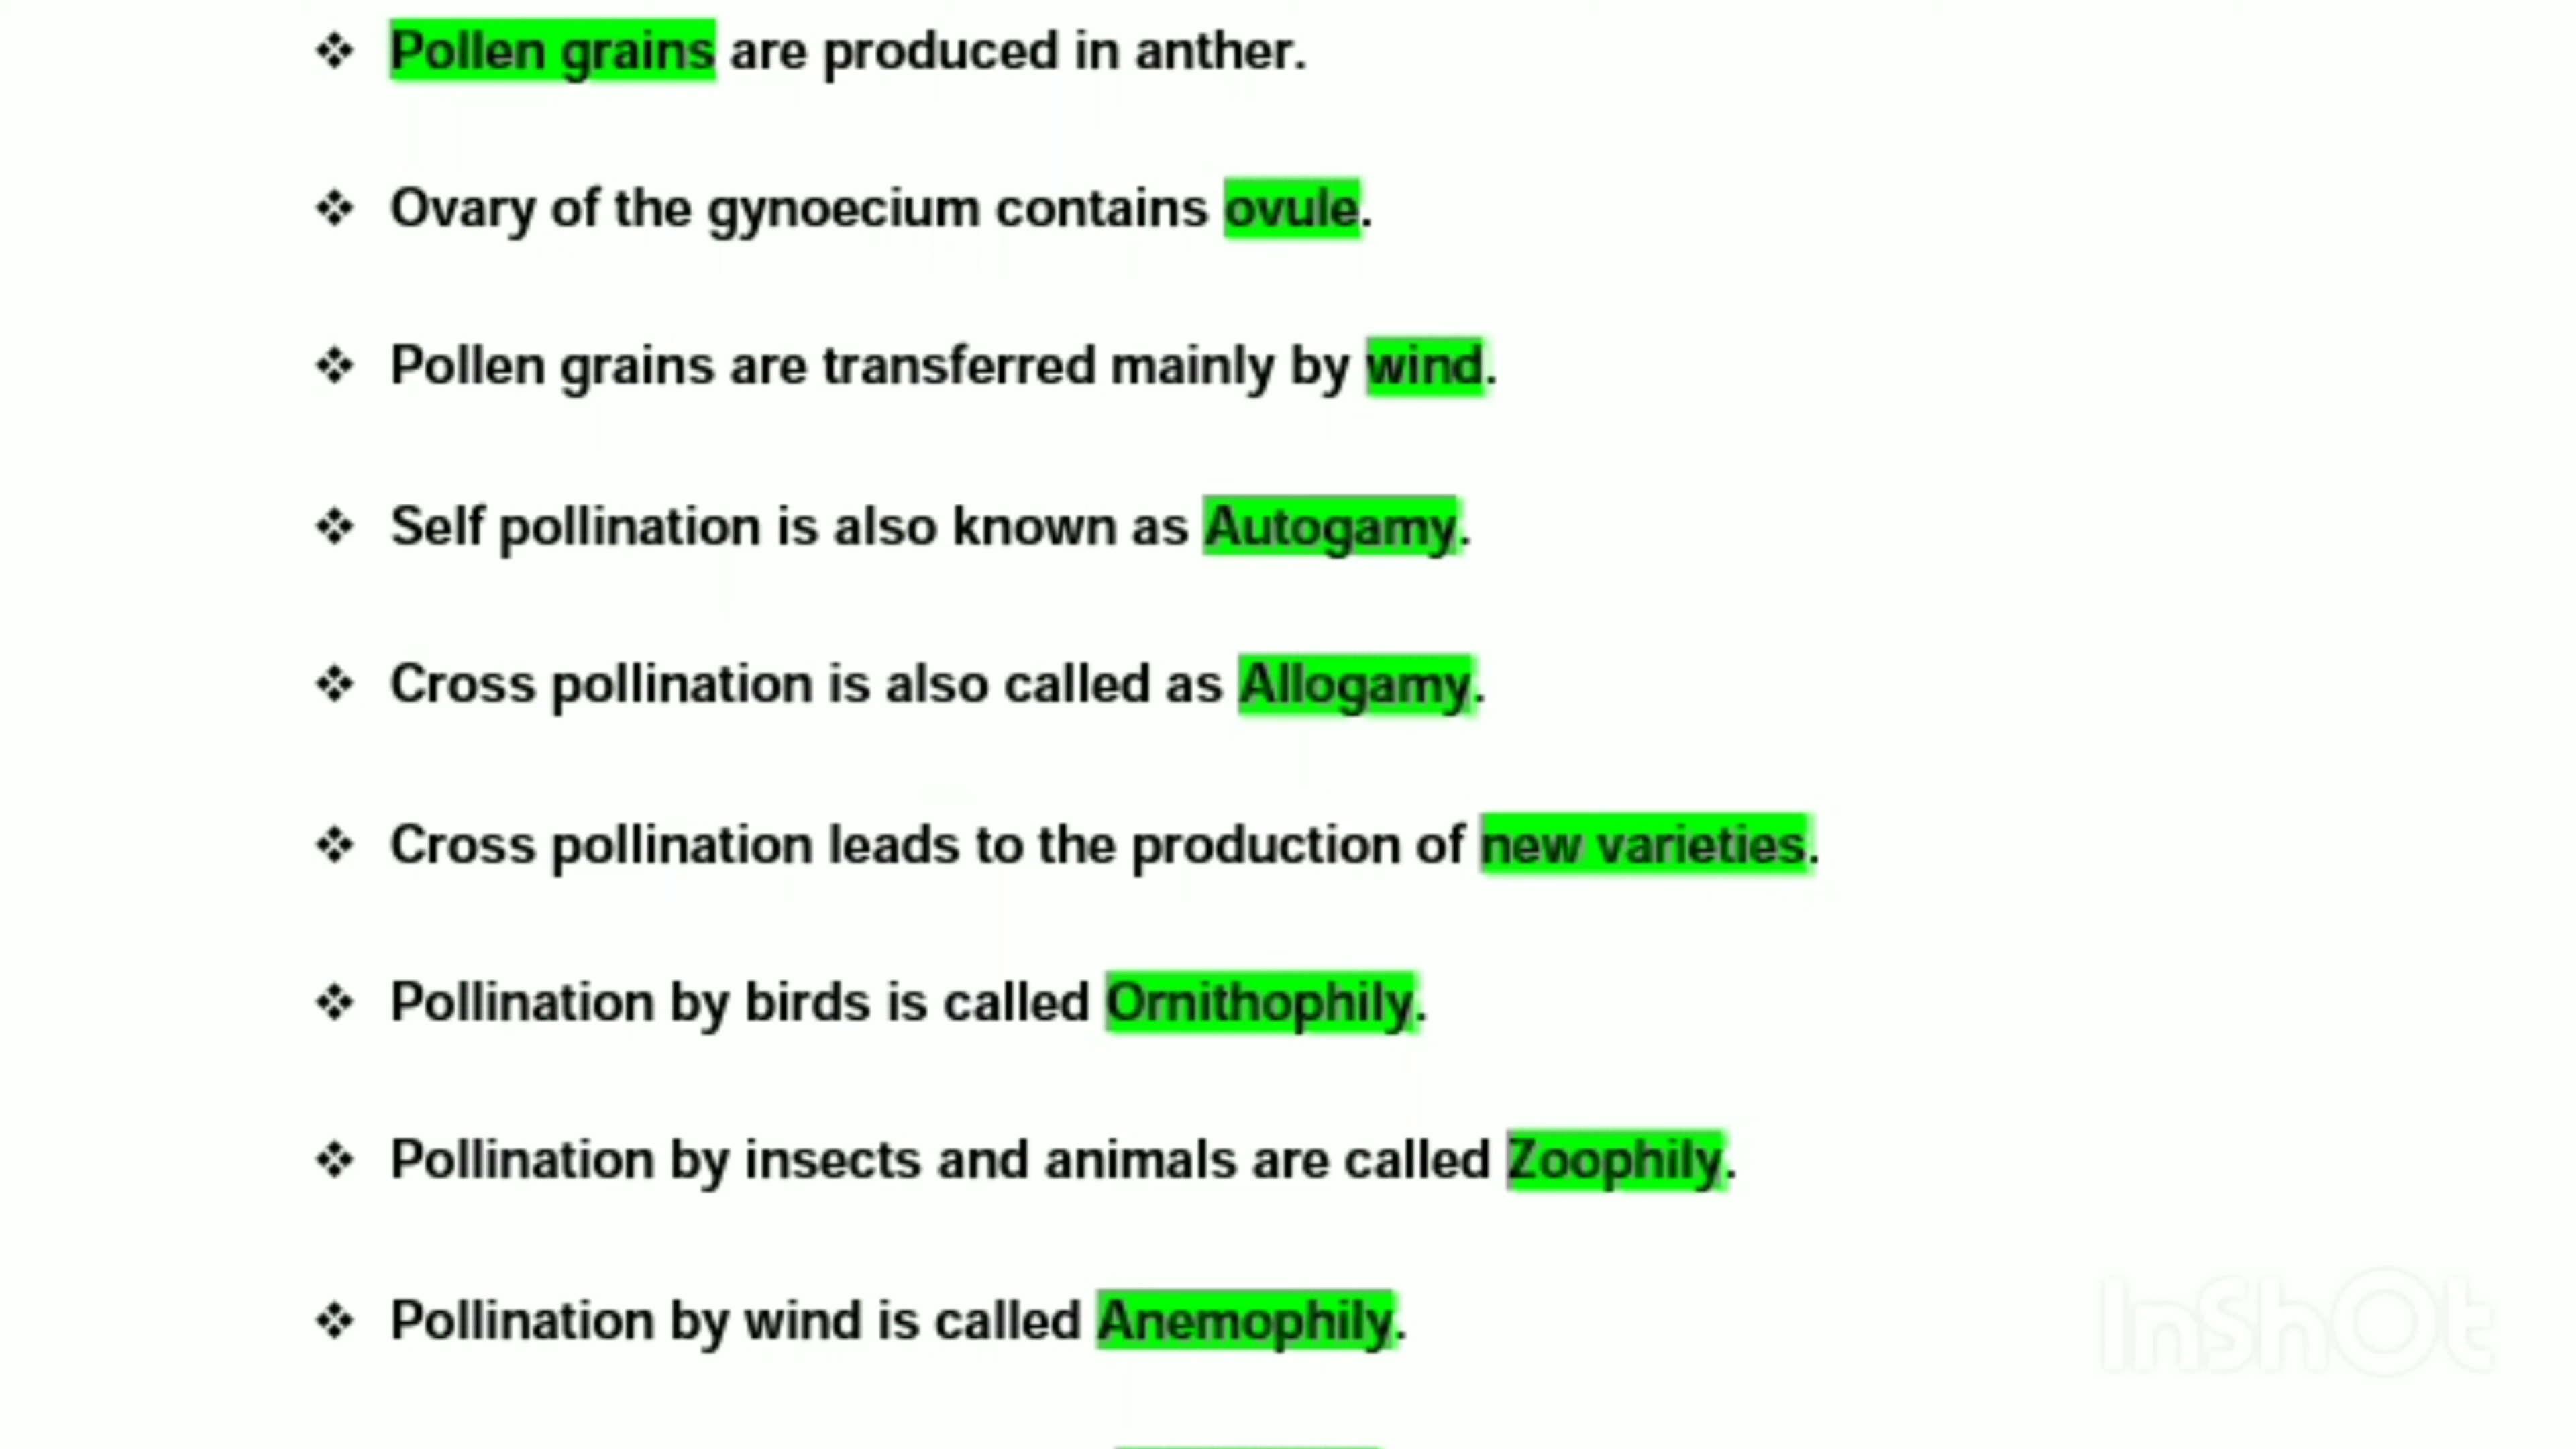 ❖ Pollen grains are produced in anther.
❖ Ovary of the gynoecium contains ovule.
❖ Pollen grains are transferred mainly by wind.
❖ Self pollination is also known as Autogamy.
❖ Cross pollination is also called as Allogamy.
❖ Cross pollination leads to the production of new varieties.
❖ Pollination by birds is called Ornithophily.
❖ Pollination by insects and animals are called Zoophily.
❖ Pollination by wind is called Anemophily.
InShOt